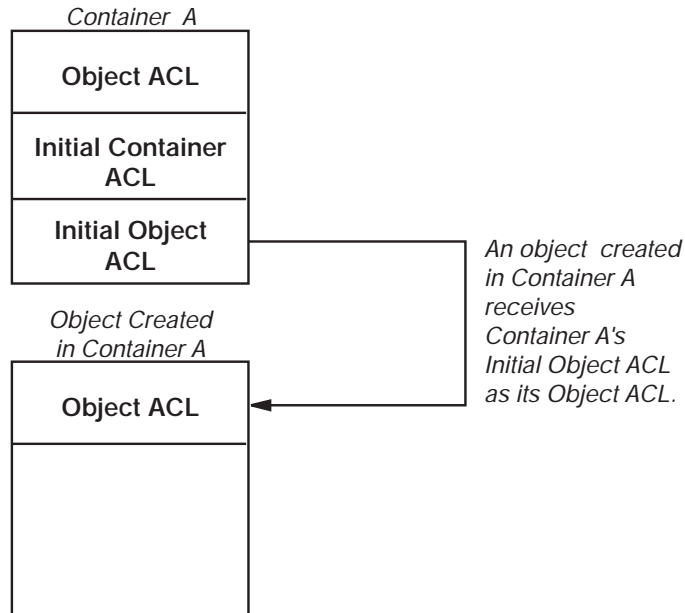 Container A
Object ACL
Initial Container
ACL
Initial Object
ACL
An object created
in Container A
receives
Container A's
Initial Object ACL
as its Object ACL.
Object Created
in Container A
Object ACL